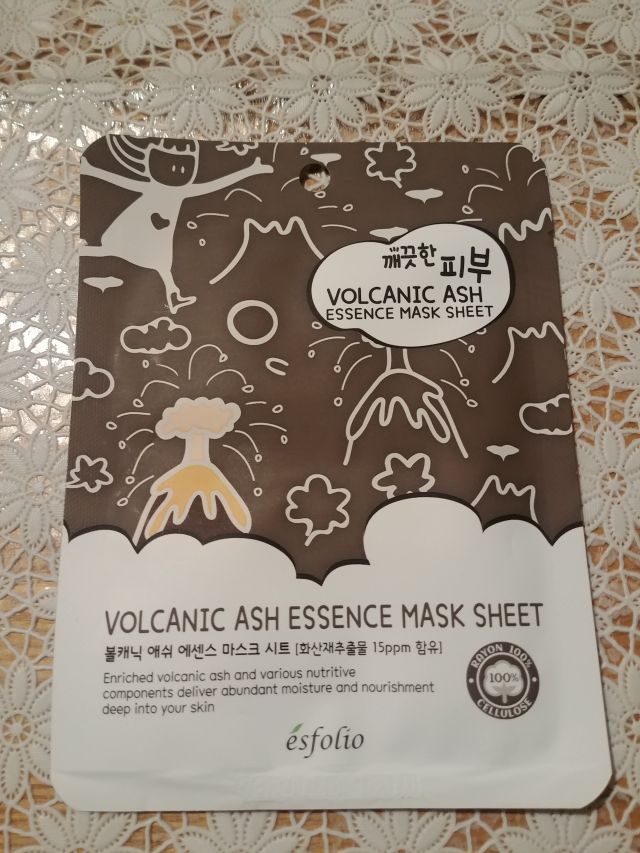 깨끗한 피부
VOLCANIC ASH
ESSENCE MASK SHEET
VOLCANIC ASH ESSENCE MASK SHEET
볼캐닉 애쉬 에센스 마스크 시트 [화산재추출물 15ppm 함유]
Enriched volcanic ash and various nutritive
components deliver abundant moisture and nourishment
deep into your skin
RAYON 100%
100%
CELLULOSE
ésfolio